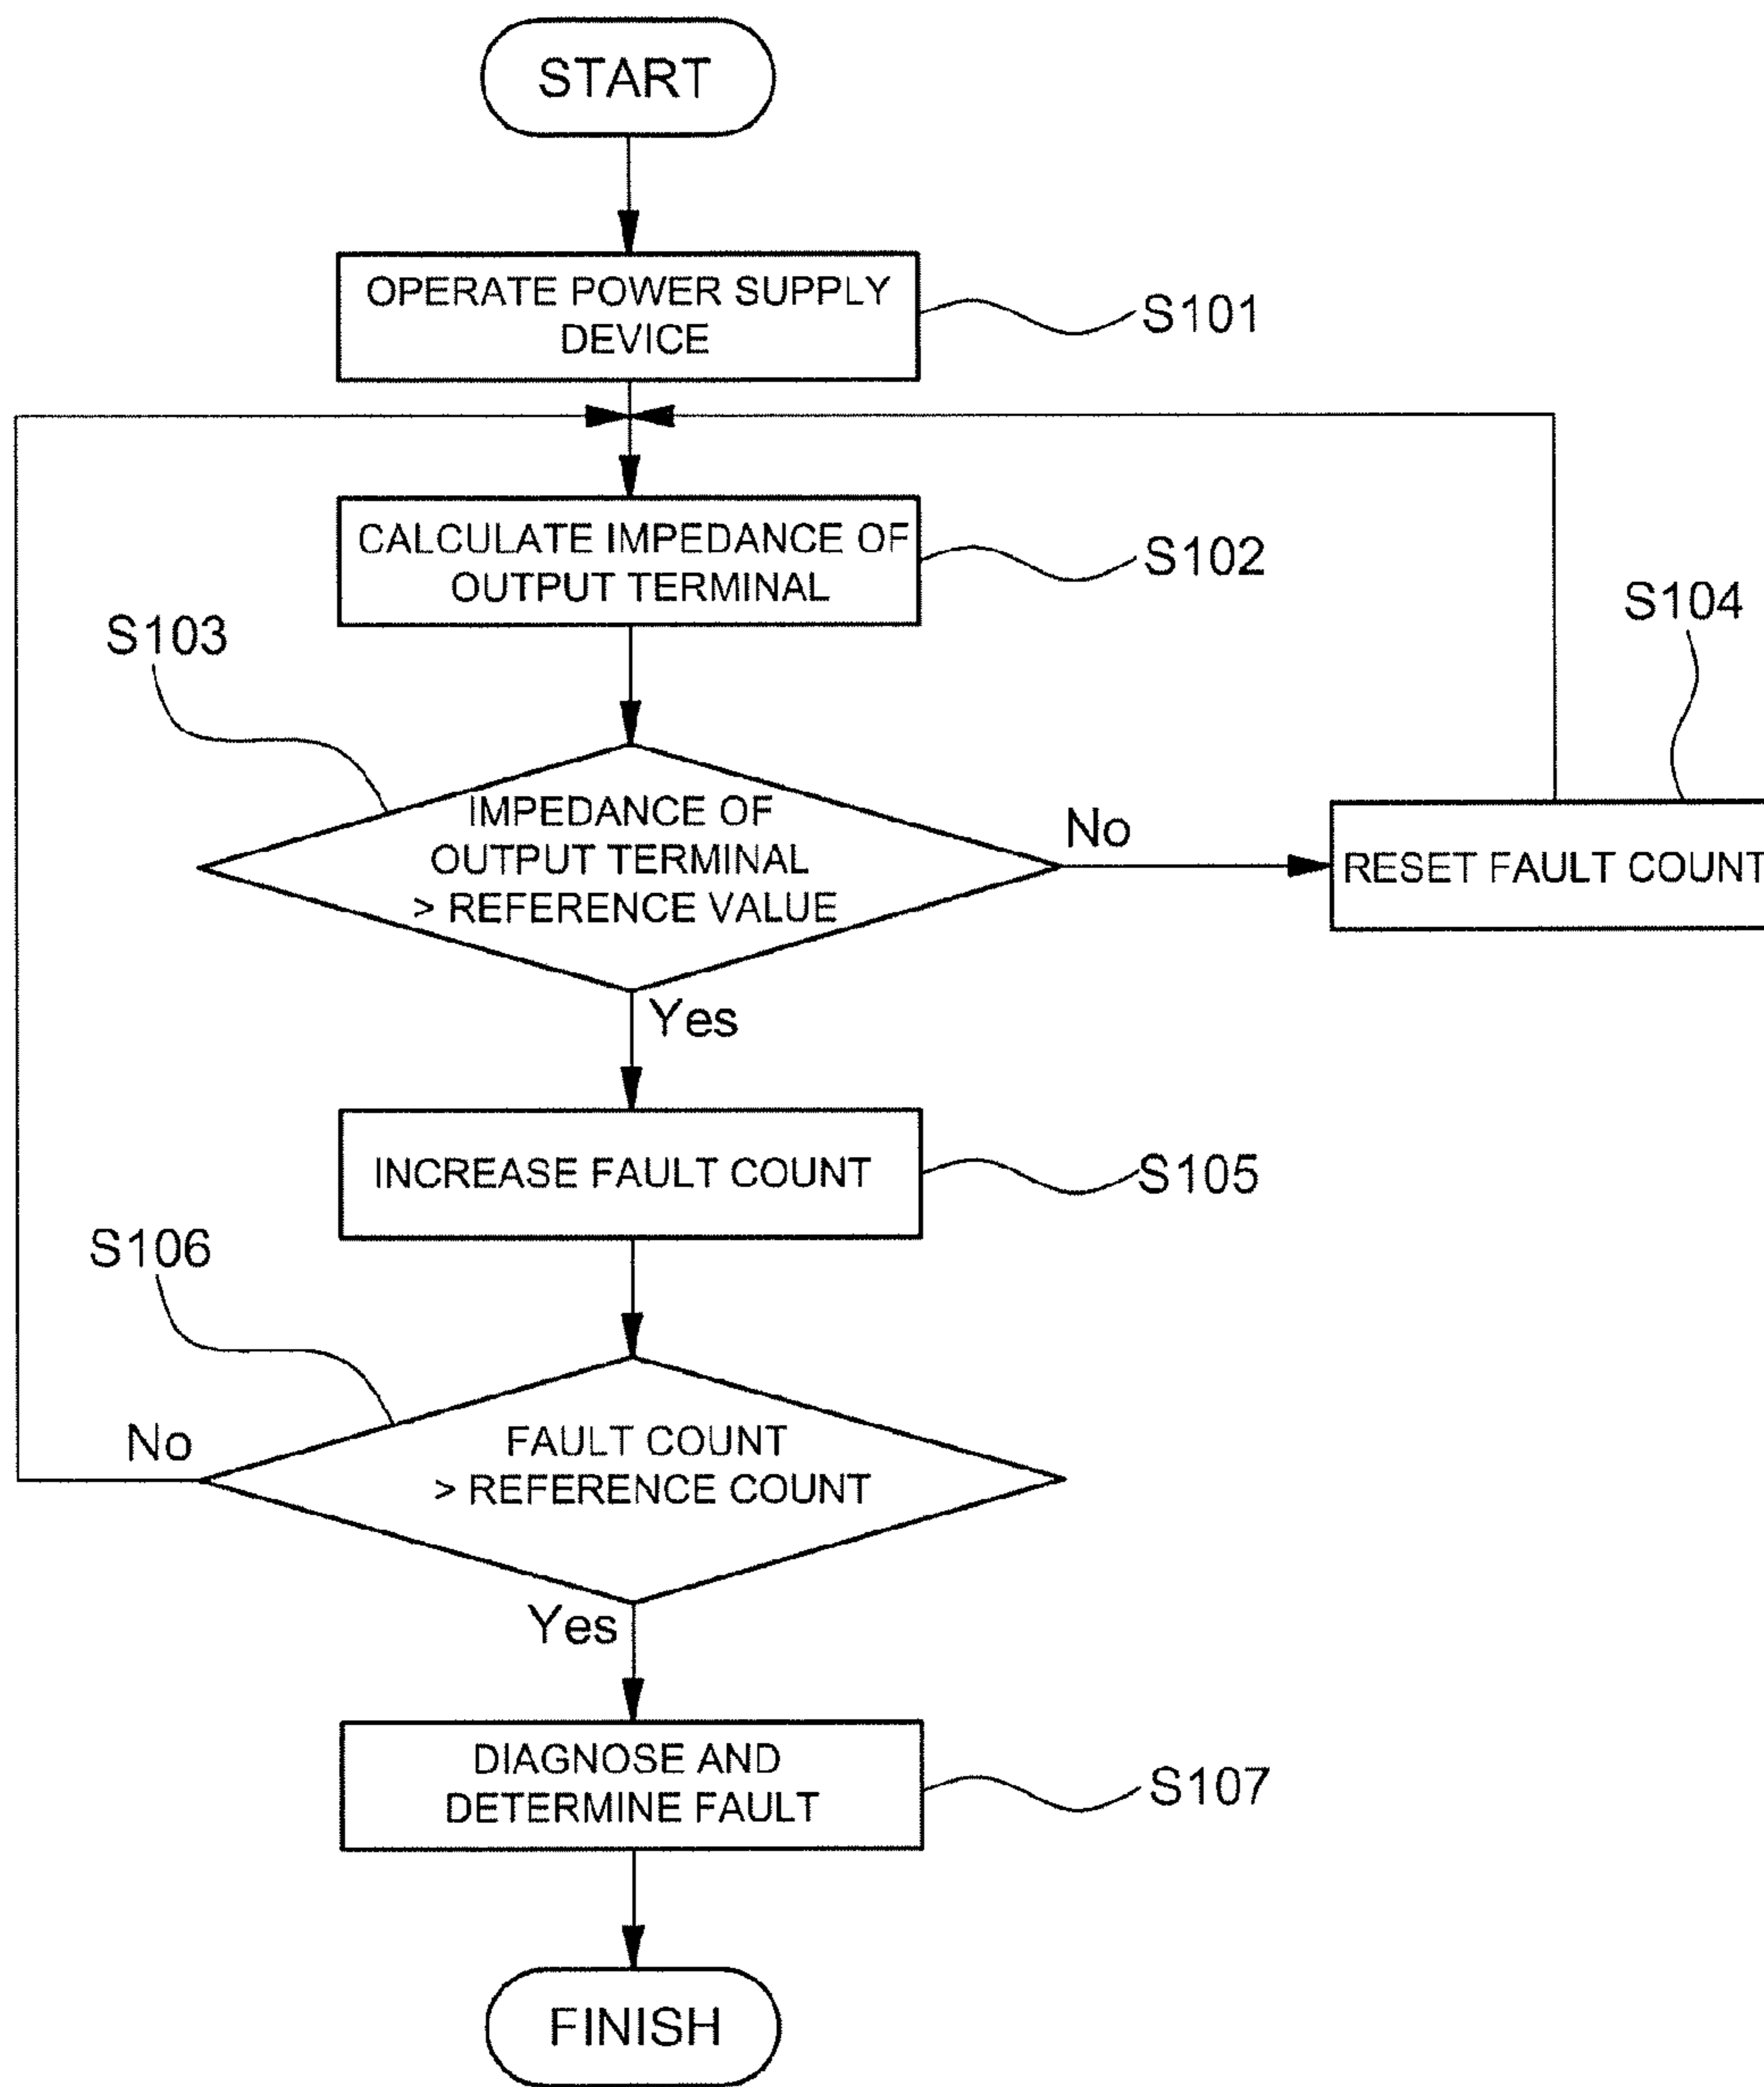 START
OPERATE POWER SUPPLY
DEVICE
S101
CALCULATE IMPEDANCE OF
OUTPUT TERMINAL
S102
S103
S104
IMPEDANCE OF
OUTPUT TERMINAL
> REFERENCE VALUE
No
RESET FAULT COUNT
Yes
INCREASE FAULT COUNT
S105
S106
No
FAULT COUNT
> REFERENCE COUNT
Yes
DIAGNOSE AND
DETERMINE FAULT
S107
FINISH